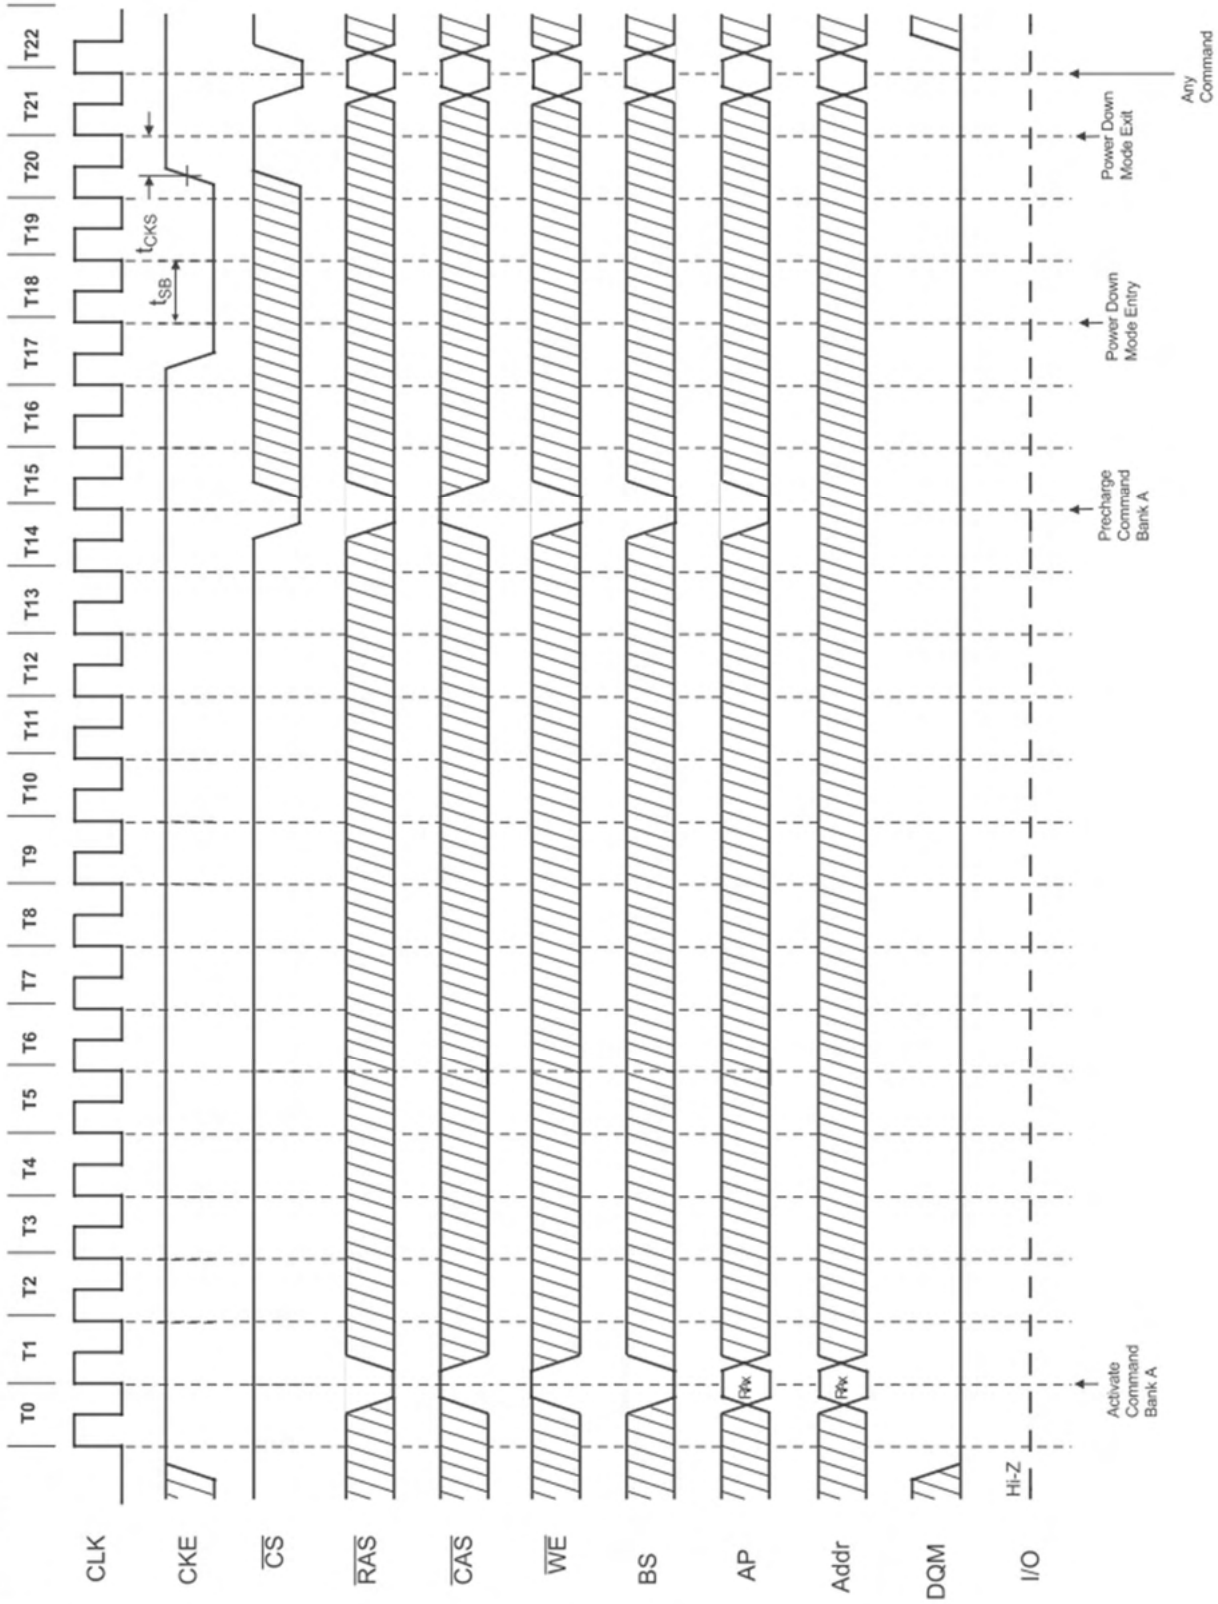 T0 T1 T2 T3 T4 T5 T6 T7 T8 T9 T10 T11 T12 T13 T14 T15 T16 T17 T18 T19 T20 T21 T22
CLK
CKE
tSB
tCKS
CS
RAS
CAS
WE
BS
AP
RAx
Addr
RAx
DQM
I/O
Hi-Z
Activate
Command
Bank A
Precharge
Command
Bank A
Power Down
Mode Entry
Power Down
Mode Exit
Any
Command